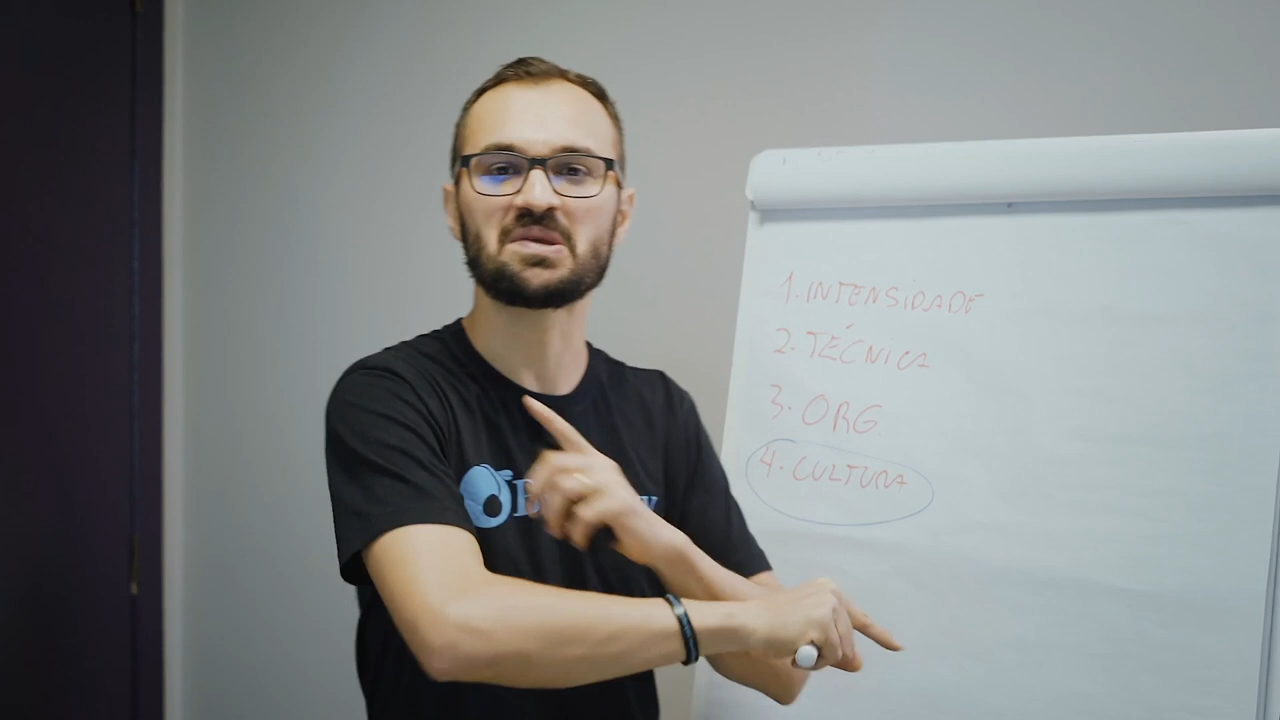 1. INTENSIDADE
2. TÉCNICA
3. ORG
4. CULTURA